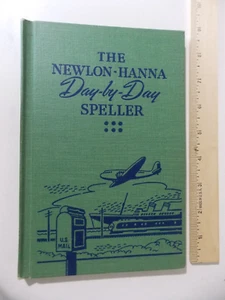 THE
NEWLON-HANNA
Day-by-Day
SPELLER
U.S.
MAIL